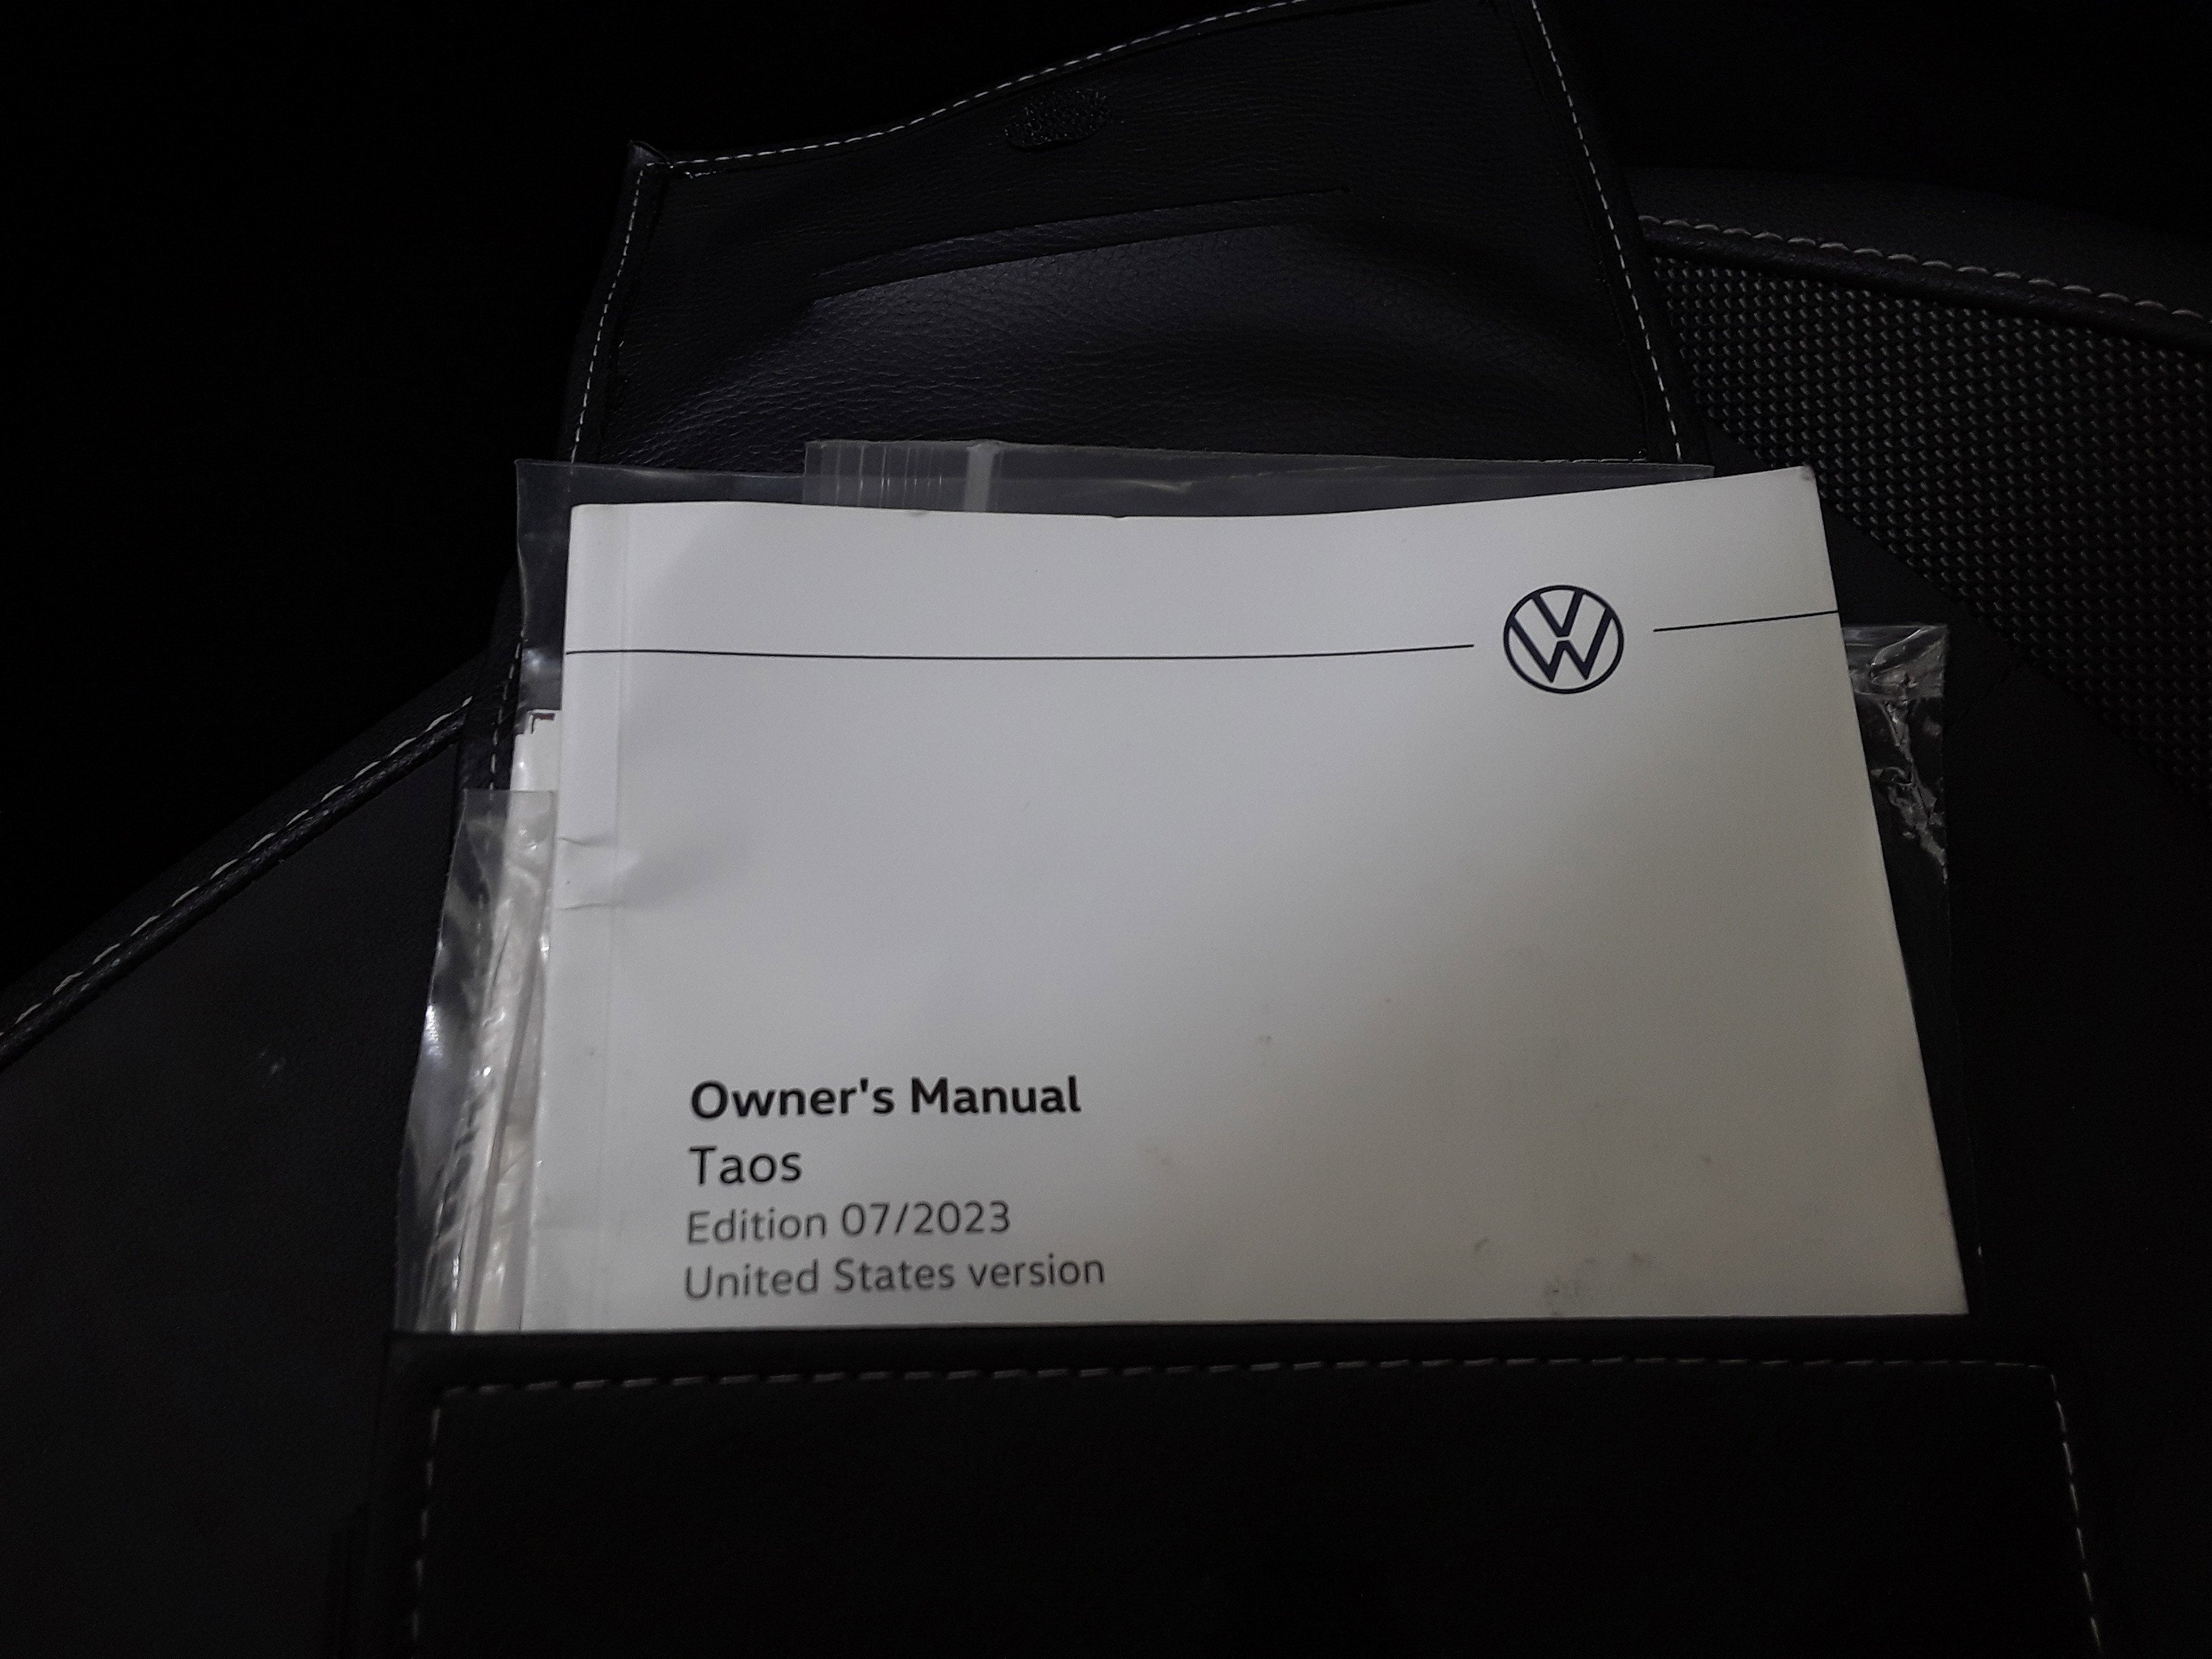 Owner's Manual
Taos
Edition 07/2023
United States version